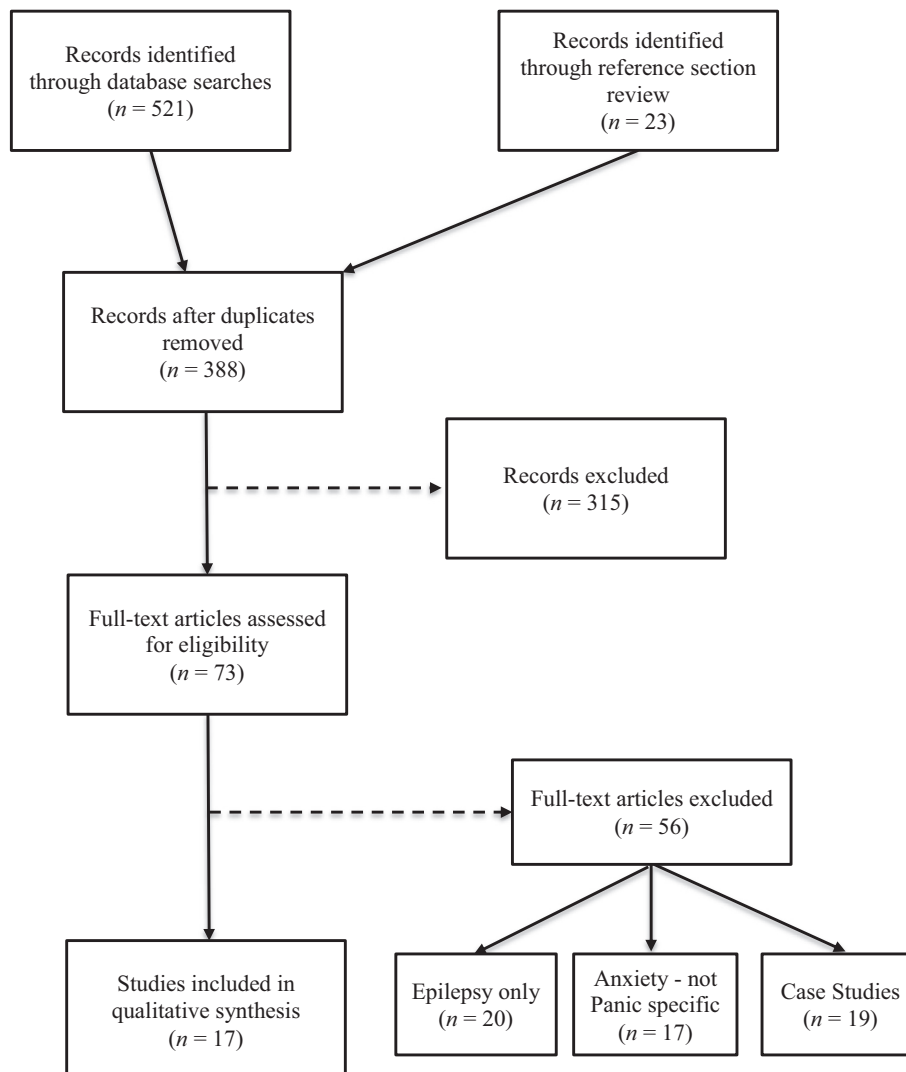 Records identified
through database searches
(n = 521)
Records identified
through reference section
review
(n = 23)
Records after duplicates
removed
(n = 388)
Records excluded
(n = 315)
Full-text articles assessed
for eligibility
(n = 73)
Full-text articles excluded
(n = 56)
Studies included in
qualitative synthesis
(n = 17)
Epilepsy only
(n = 20)
Anxiety - not
Panic specific
(n = 17)
Case Studies
(n = 19)